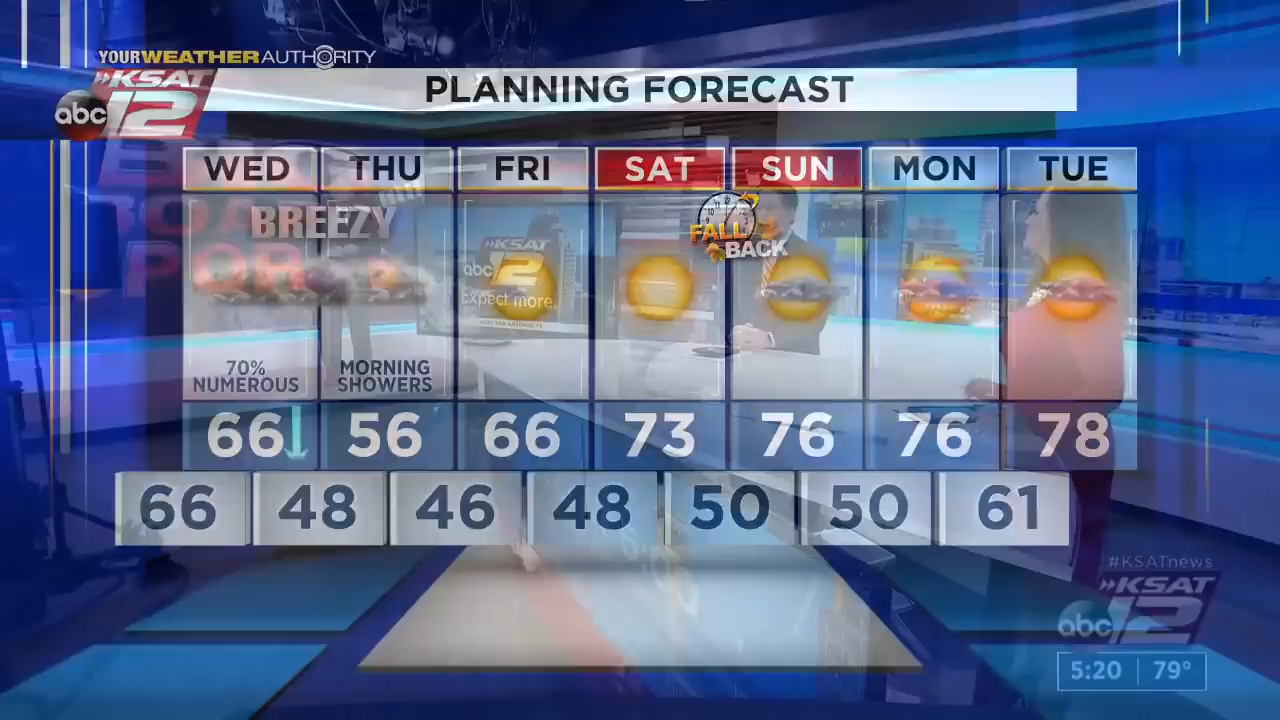 YOUR WEATHER AUTHORITY
KSAT
abc 12
PLANNING FORECAST
WED THU FRI SAT SUN MON TUE
BREEZY
FALL
BACK
KSAT
abc 12
expect more.
70%
NUMEROUS
MORNING
SHOWERS
66 56 66 73 76 76 78
66 48 46 48 50 50 61
#KSATnews
KSAT
abc 12
5:20 79°